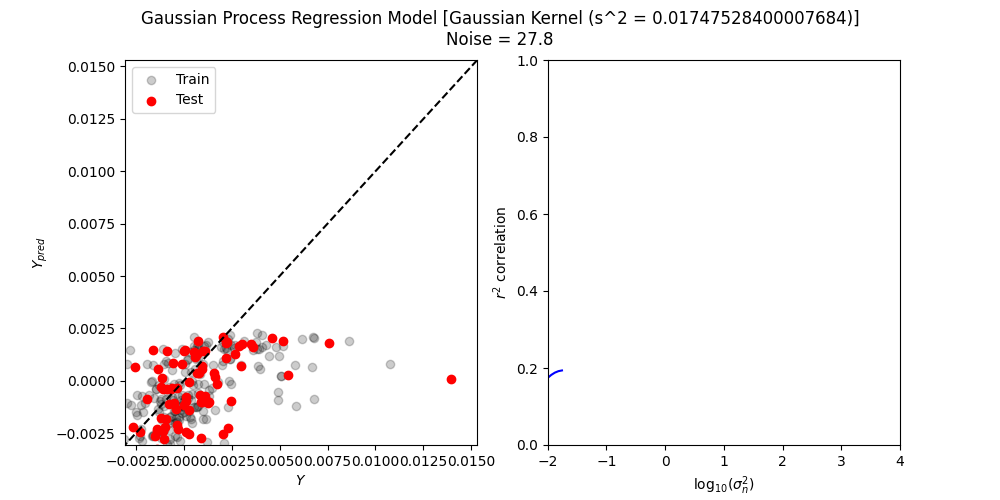 Gaussian Process Regression Model [Gaussian Kernel (s^2 = 0.01747528400007684)]
Noise = 27.8
0.0150
0.0125
0.0100
0.0075
0.0050
0.0025
0.0000
−0.0025
Y_pred
Train
Test
−0.0025 0.0000 0.0025 0.0050 0.0075 0.0100 0.0125 0.0150
Y
1.0
0.8
0.6
0.4
0.2
0.0
r² correlation
−2 −1 0 1 2 3 4
log₁₀(σₙ²)